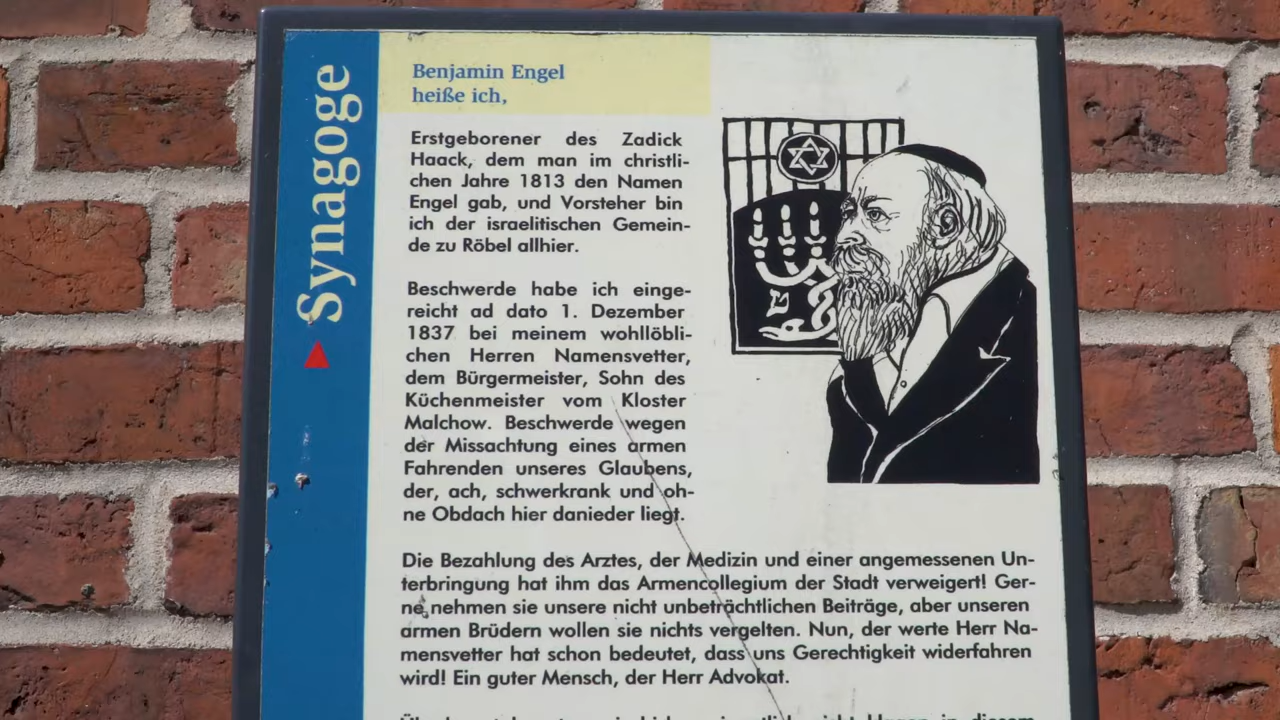 Synagoge
Benjamin Engel
heiße ich,
Erstgeborener des Zadick
Haack, dem man im christli-
chen Jahre 1813 den Namen
Engel gab, und Vorsteher bin
ich der israelitischen Gemein-
de zu Röbel allhier.
Beschwerde habe ich einge-
reicht ad dato 1. Dezember
1837 bei meinem wohllöbli-
chen Herren Namensvetter,
dem Bürgermeister, Sohn des
Küchenmeister vom Kloster
Malchow. Beschwerde wegen
der Missachtung eines armen
Fahrenden unseres Glaubens,
der, ach, schwerkrank und oh-
ne Obdach hier danieder liegt.
Die Bezahlung des Arztes, der Medizin und einer angemessenen Un-
terbringung hat ihm das Armencollegium der Stadt verweigert! Ger-
ne nehmen sie unsere nicht unbeträchtlichen Beiträge, aber unseren
armen Brüdern wollen sie nichts vergelten. Nun, der werte Herr Na-
mensvetter hat schon bedeutet, dass uns Gerechtigkeit widerfahren
wird! Ein guter Mensch, der Herr Advokat.